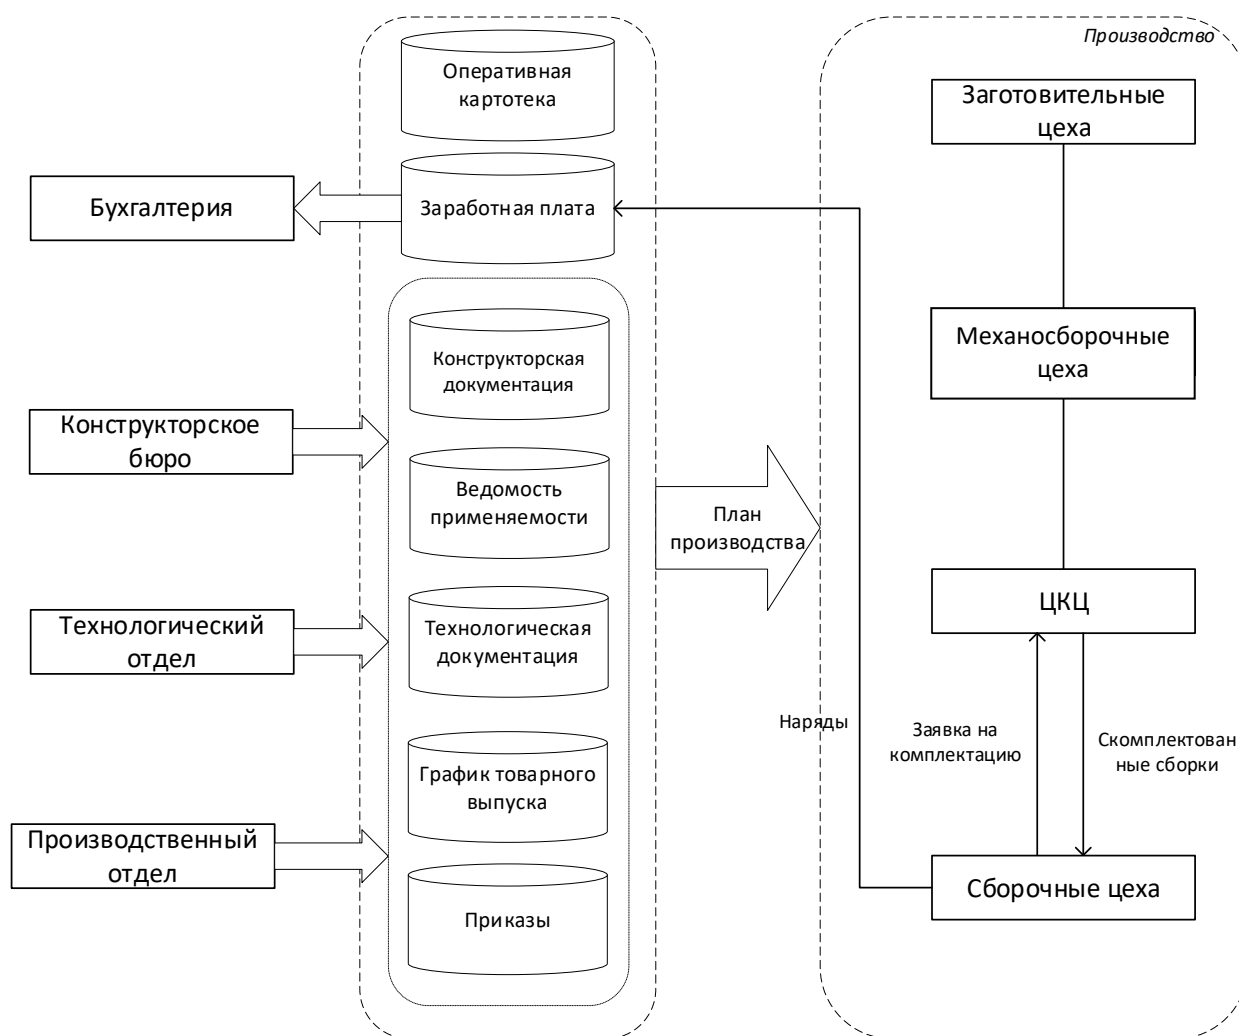 Производство
Оперативная
картотека
Заготовительные
цеха
Бухгалтерия
Заработная плата
Механосборочные
цеха
Конструкторская
документация
Конструкторское
бюро
Ведомость
применяемости
План
производства
ЦКЦ
Технологический
отдел
Технологическая
документация
Наряды
Заявка на
комплектацию
Скомплектован
ные сборки
График товарного
выпуска
Производственный
отдел
Приказы
Сборочные цеха